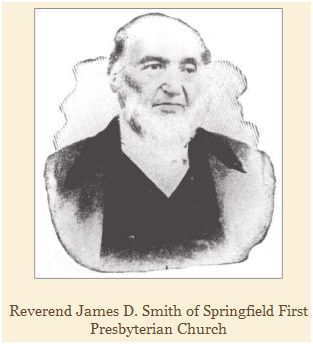 Reverend James D. Smith of Springfield First
Presbyterian Church